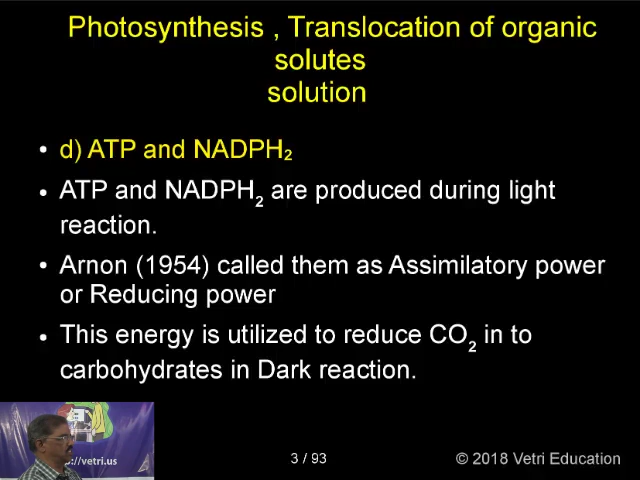 Photosynthesis , Translocation of organic
solutes
solution
• d) ATP and NADPH₂
• ATP and NADPH₂ are produced during light
reaction.
• Arnon (1954) called them as Assimilatory power
or Reducing power
• This energy is utilized to reduce CO₂ in to
carbohydrates in Dark reaction.
://vetri.us
3 / 93
© 2018 Vetri Education